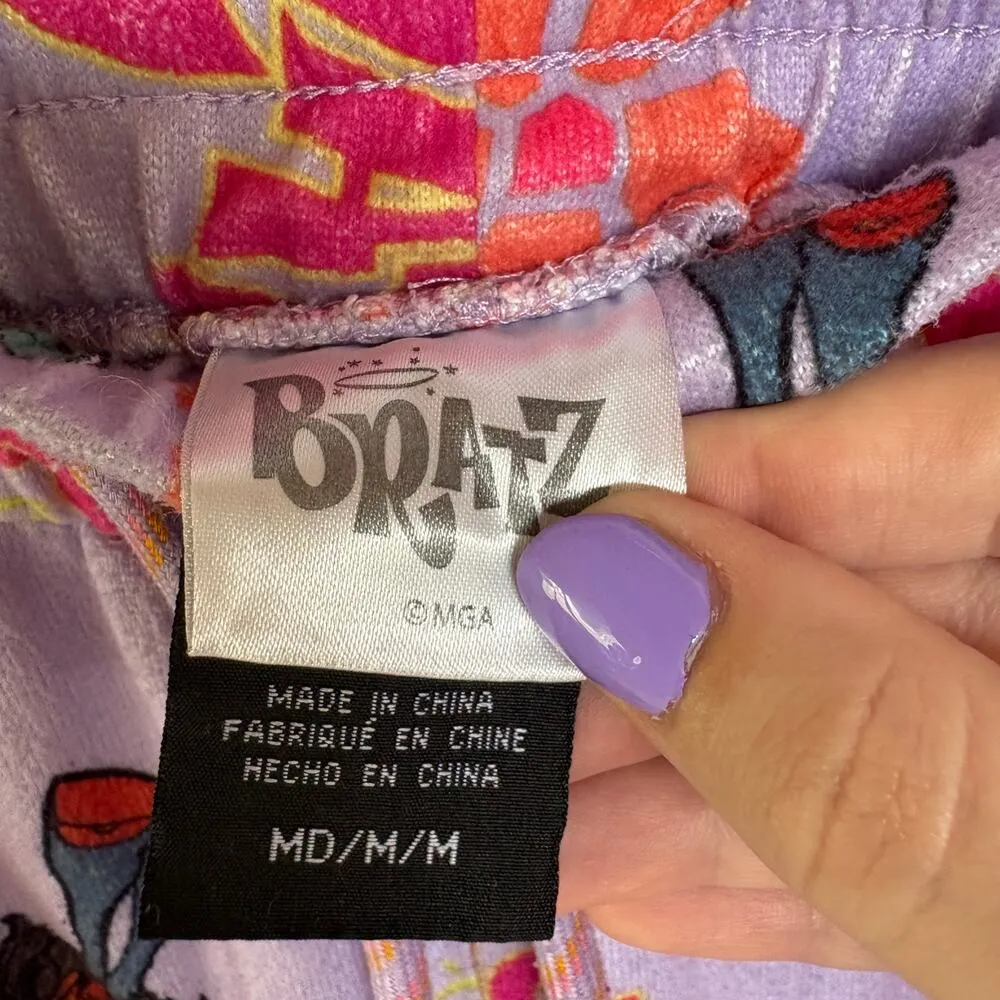 BRATZ
©MGA
MADE IN CHINA
FABRIQUÉ EN CHINE
HECHO EN CHINA
MD/M/M